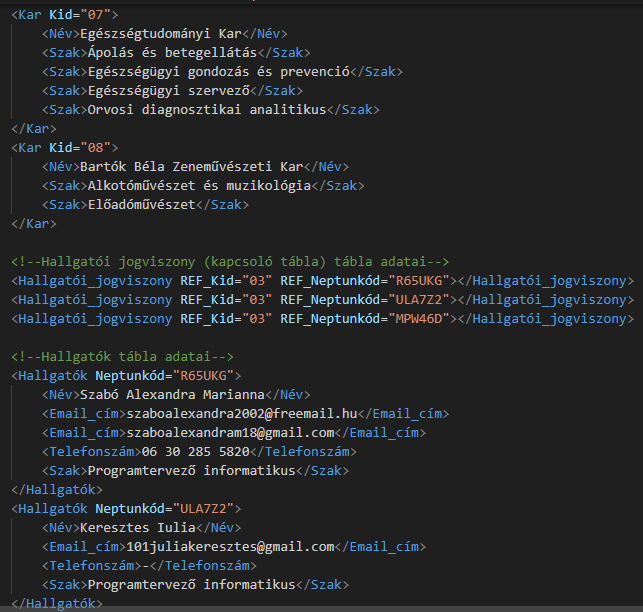 <Kar Kid="07">
<Név>Egészségtudományi Kar</Név>
<Szak>Ápolás és betegellátás</Szak>
<Szak>Egészségügyi gondozás és prevenció</Szak>
<Szak>Egészségügyi szervező</Szak>
<Szak>Orvosi diagnosztikai analitikus</Szak>
</Kar>
<Kar Kid="08">
<Név>Bartók Béla Zeneművészeti Kar</Név>
<Szak>Alkotóművészet és muzikológia</Szak>
<Szak>Előadóművészet</Szak>
</Kar>
<!--Hallgatói jogviszony (kapcsoló tábla) tábla adatai-->
<Hallgatói_jogviszony REF_Kid="03" REF_Neptunkód="R65UKG"></Hallgatói_jogviszony>
<Hallgatói_jogviszony REF_Kid="03" REF_Neptunkód="ULA7Z2"></Hallgatói_jogviszony>
<Hallgatói_jogviszony REF_Kid="03" REF_Neptunkód="MPW46D"></Hallgatói_jogviszony>
<!--Hallgatók tábla adatai-->
<Hallgatók Neptunkód="R65UKG">
<Név>Szabó Alexandra Marianna</Név>
<Email_cím>szaboalexandra2002@freemail.hu</Email_cím>
<Email_cím>szaboalexandram18@gmail.com</Email_cím>
<Telefonszám>06 30 285 5820</Telefonszám>
<Szak>Programtervező informatikus</Szak>
</Hallgatók>
<Hallgatók Neptunkód="ULA7Z2">
<Név>Keresztes Iulia</Név>
<Email_cím>101juliakeresztes@gmail.com</Email_cím>
<Telefonszám>-</Telefonszám>
<Szak>Programtervező informatikus</Szak>
</Hallgatók>